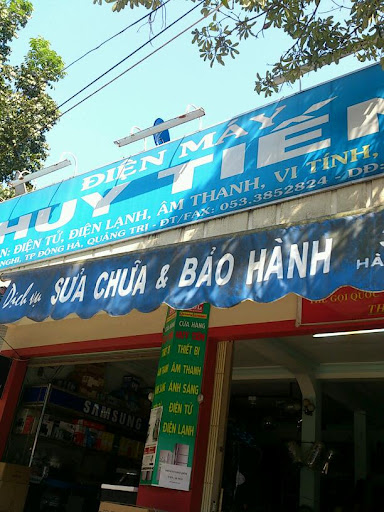 ĐIỆN MÁY
HUY TIẾN
N: ĐIỆN TỬ, ĐIỆN LẠNH, ÂM THANH, VI TÍNH,
NGHI, TP ĐÔNG HÀ, QUẢNG TRỊ - ĐT/FAX: 053.3852824 - DĐ:
Dịch vụ SỬA CHỮA & BẢO HÀNH
CỬA HÀNG
THIẾT BỊ
ÂM THANH
ÁNH SÁNG
ĐIỆN TỬ
ĐIỆN LẠNH
SAMSUNG